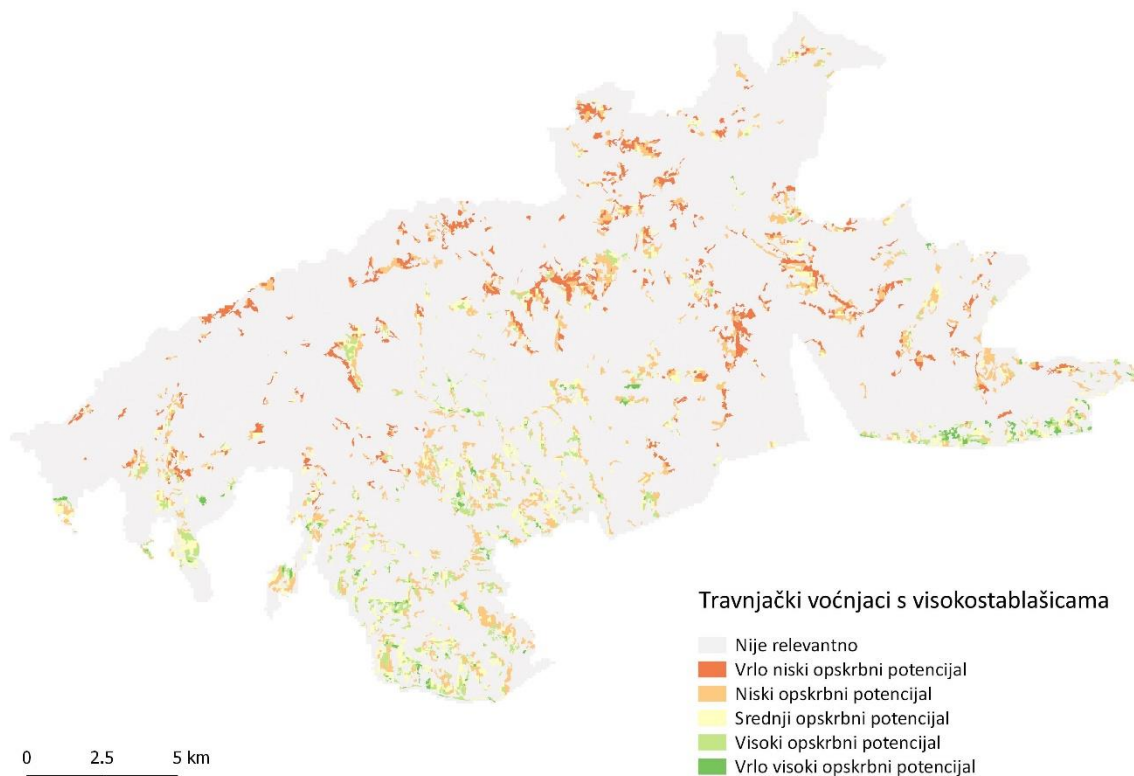 Travnjački voćnjaci s visokostablašicama
Nije relevantno
Vrlo niski opskrbni potencijal
Niski opskrbni potencijal
Srednji opskrbni potencijal
Visoki opskrbni potencijal
Vrlo visoki opskrbni potencijal
0 2.5 5 km